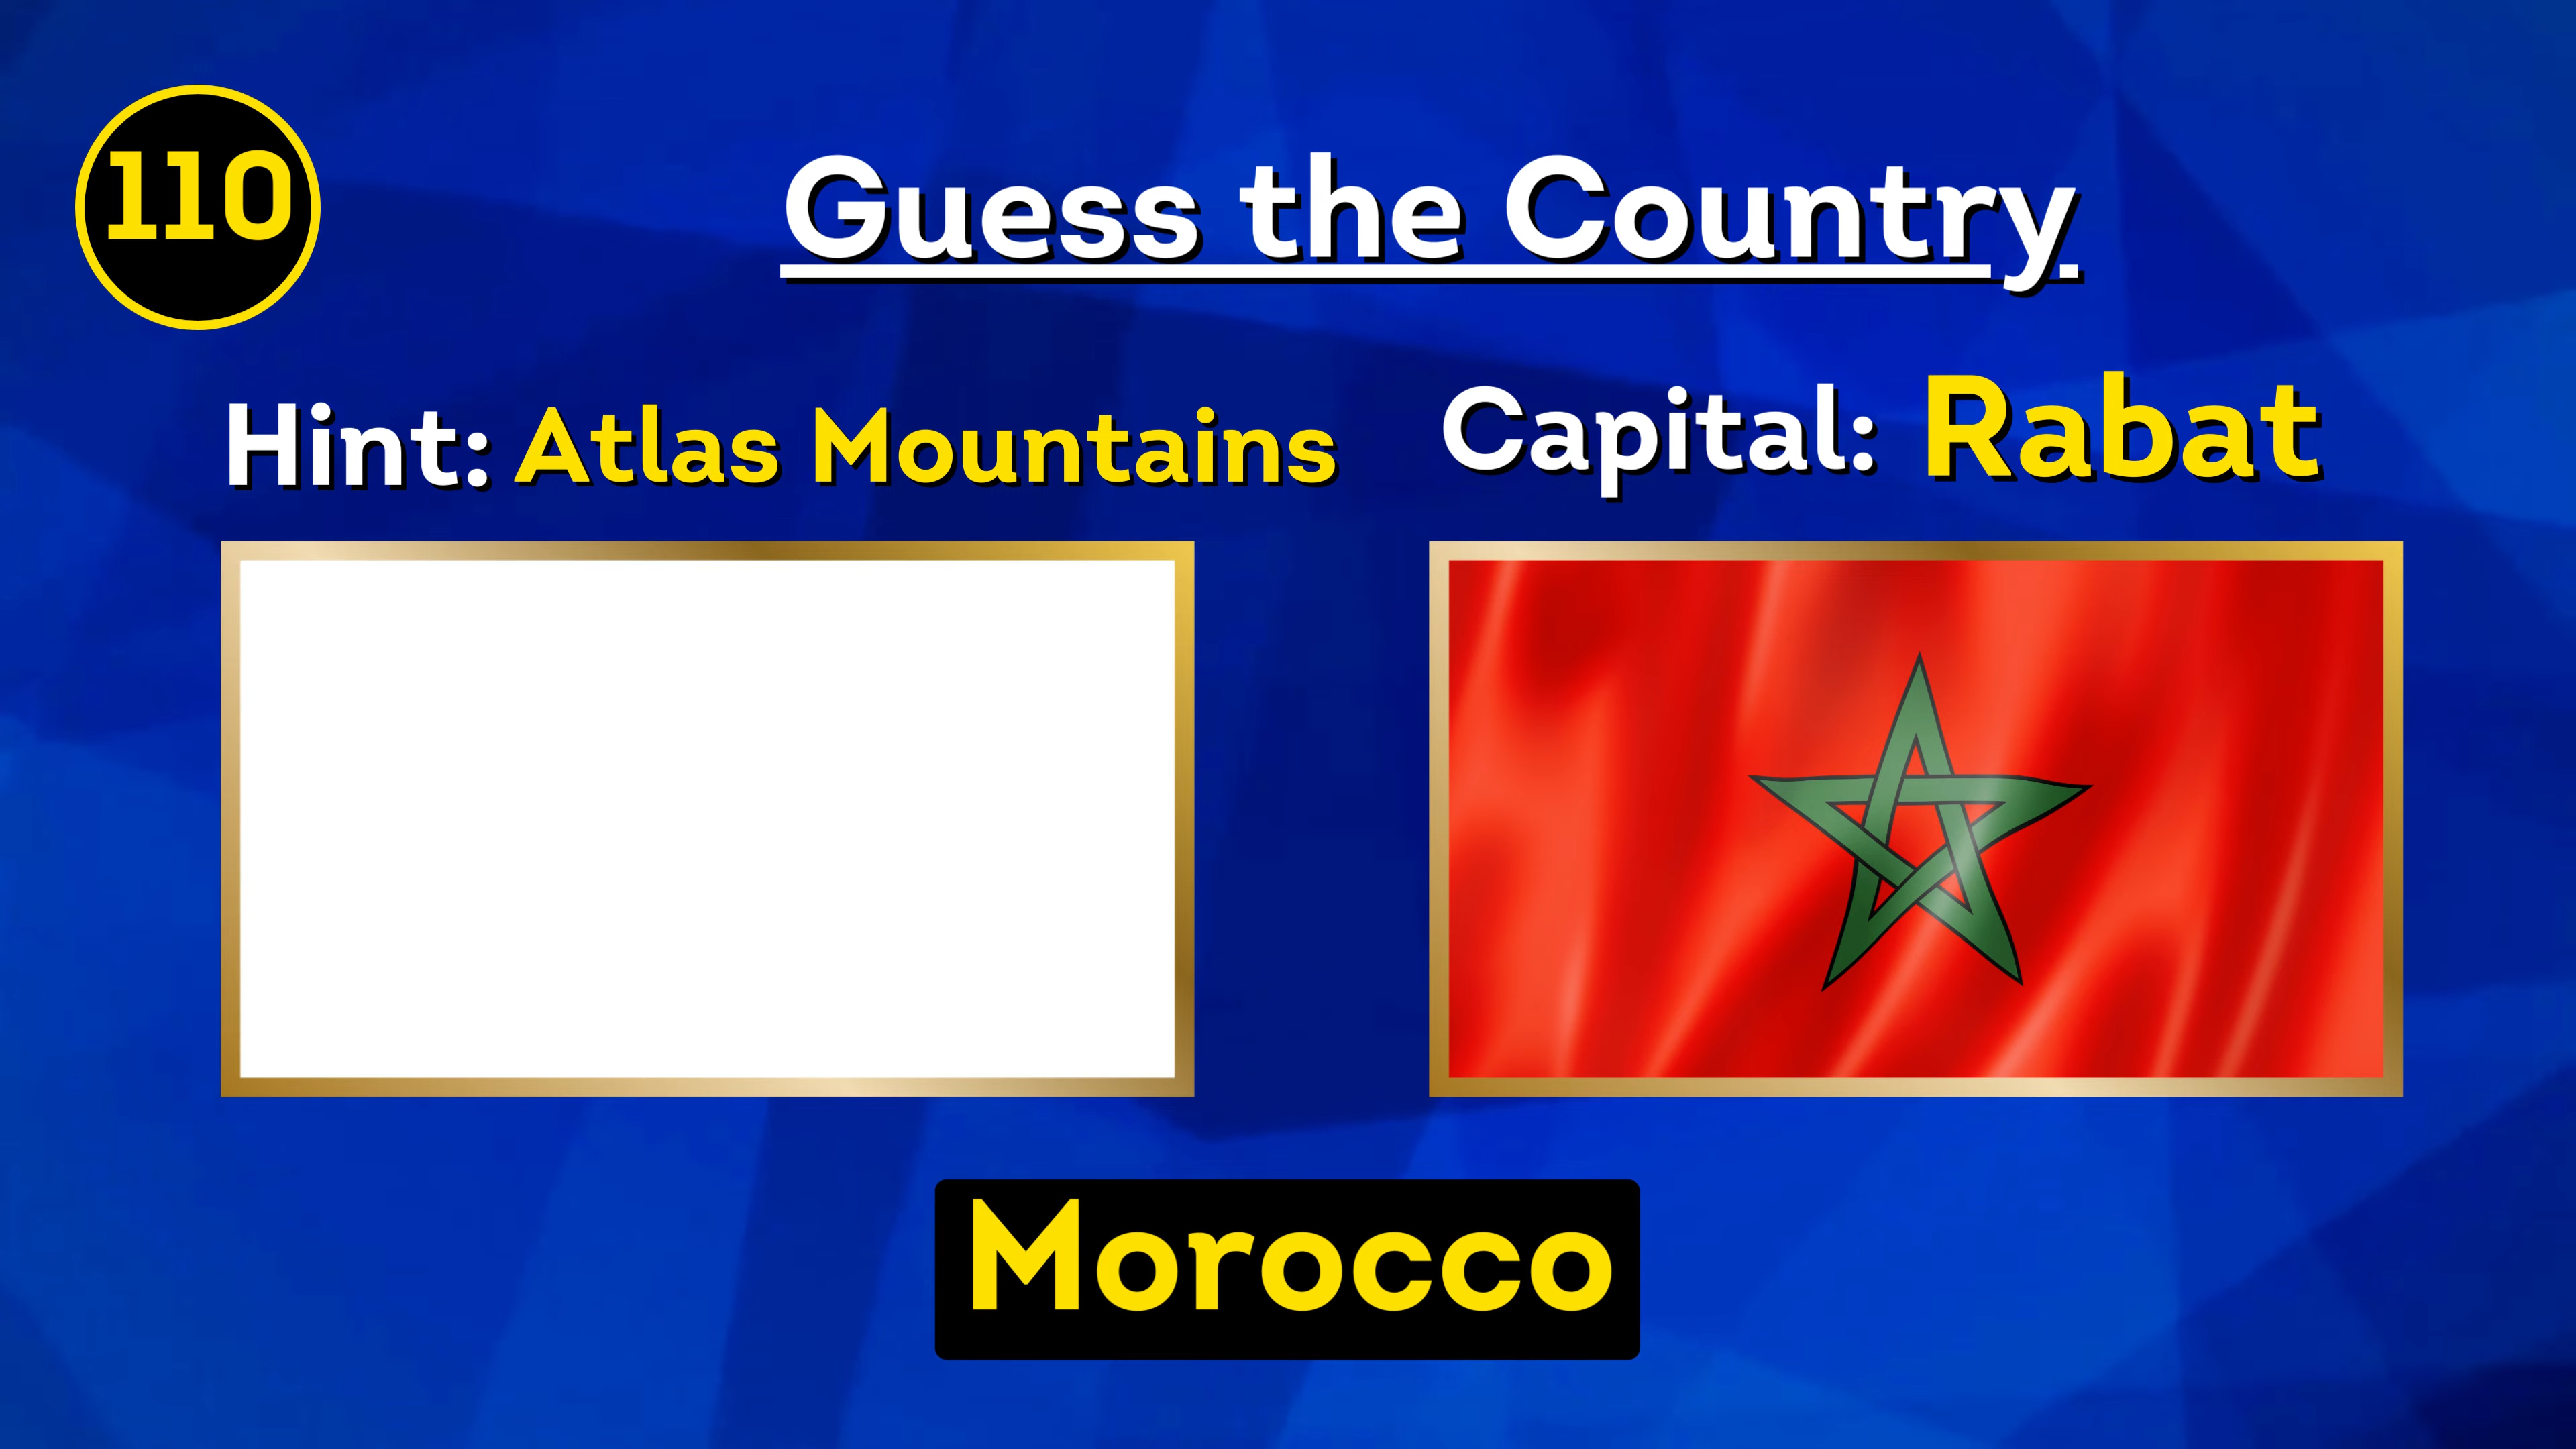 110
Guess the Country
Hint: Atlas Mountains
Capital: Rabat
Morocco